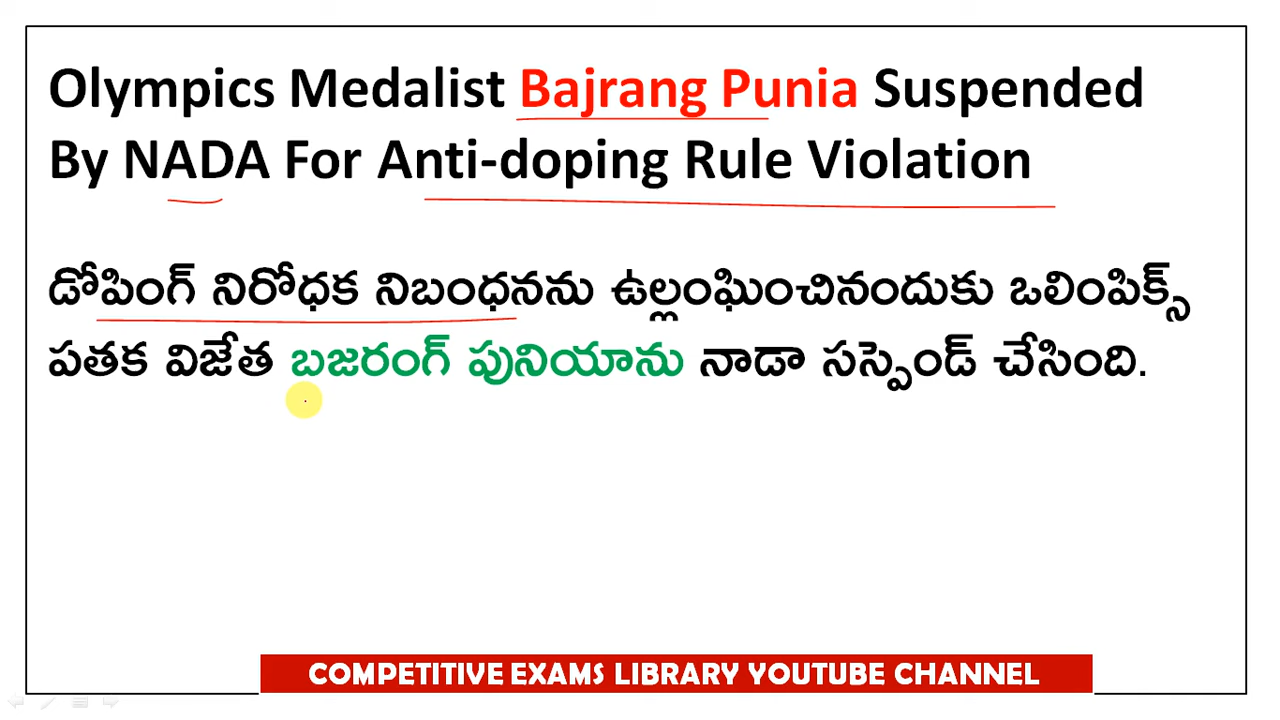 Olympics Medalist Bajrang Punia Suspended
By NADA For Anti-doping Rule Violation
డోపింగ్ నిరోధక నిబంధనను ఉల్లంఘించినందుకు ఒలింపిక్స్
పతక విజేత బజరంగ్ పునియాను నాడా సస్పెండ్ చేసింది.
COMPETITIVE EXAMS LIBRARY YOUTUBE CHANNEL